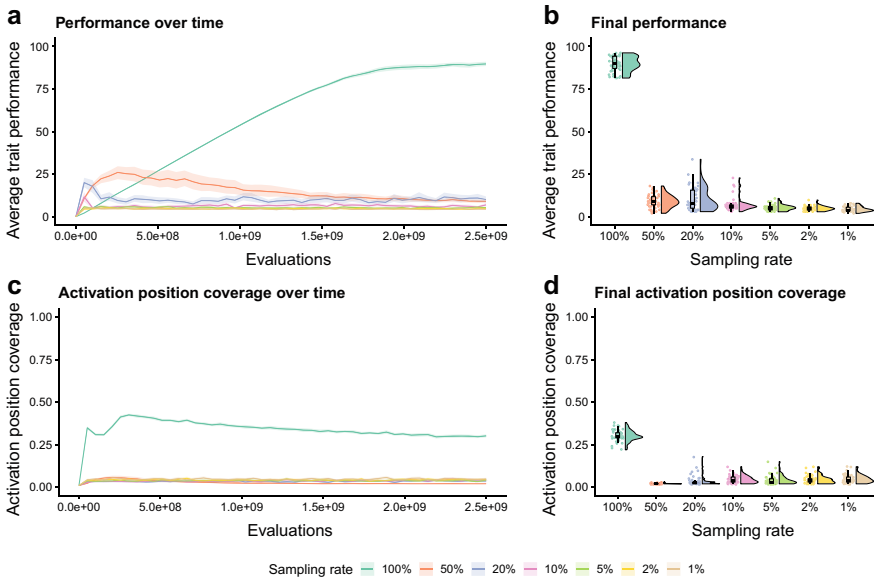 a
Performance over time
Average trait performance
100
75
50
25
0
0.0e+00 5.0e+08 1.0e+09 1.5e+09 2.0e+09 2.5e+09
Evaluations
b
Final performance
Average trait performance
100
75
50
25
0
100% 50% 20% 10% 5% 2% 1%
Sampling rate
c
Activation position coverage over time
Activation position coverage
1.00
0.75
0.50
0.25
0.00
0.0e+00 5.0e+08 1.0e+09 1.5e+09 2.0e+09 2.5e+09
Evaluations
d
Final activation position coverage
Activation position coverage
1.00
0.75
0.50
0.25
0.00
100% 50% 20% 10% 5% 2% 1%
Sampling rate
Sampling rate 100% 50% 20% 10% 5% 2% 1%